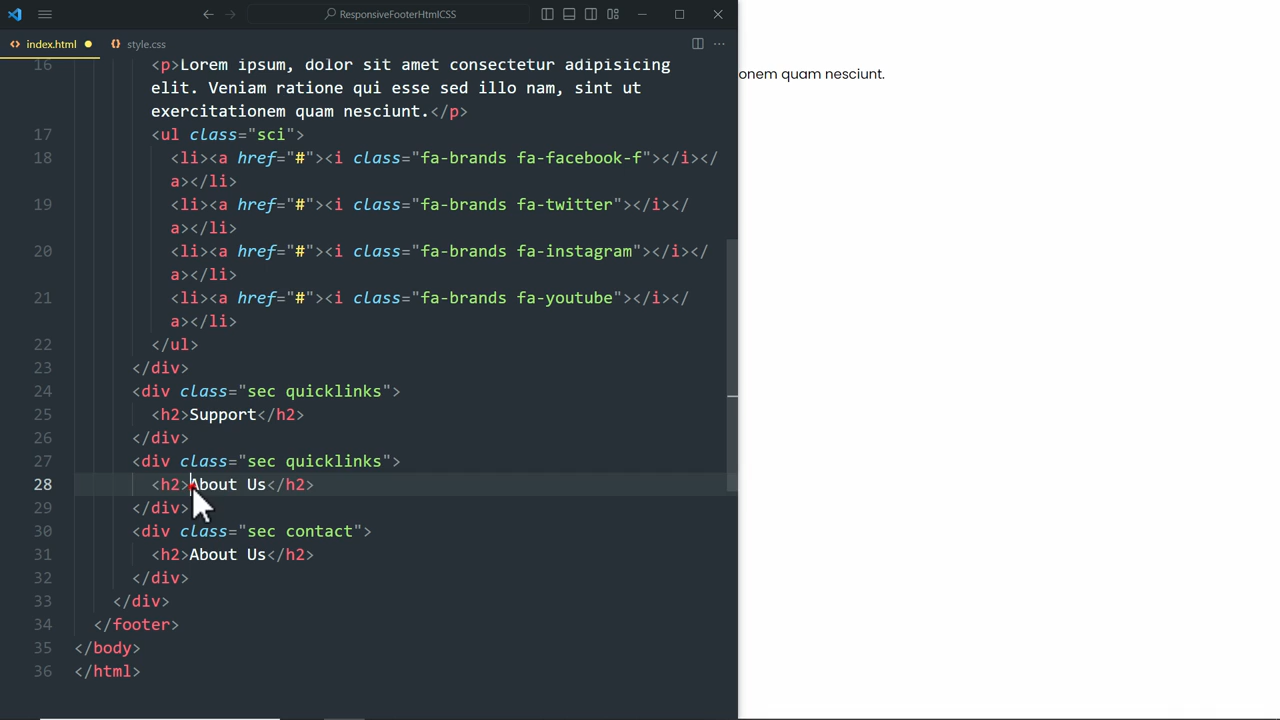 ResponsiveFooterHtmlCSS
index.html
style.css
16 <p>Lorem ipsum, dolor sit amet consectetur adipisicing
elit. Veniam ratione qui esse sed illo nam, sint ut
exercitationem quam nesciunt.</p>
17 <ul class="sci">
18 <li><a href="#"><i class="fa-brands fa-facebook-f"></i></
a></li>
19 <li><a href="#"><i class="fa-brands fa-twitter"></i></
a></li>
20 <li><a href="#"><i class="fa-brands fa-instagram"></i></
a></li>
21 <li><a href="#"><i class="fa-brands fa-youtube"></i></
a></li>
22 </ul>
23 </div>
24 <div class="sec quicklinks">
25 <h2>Support</h2>
26 </div>
27 <div class="sec quicklinks">
28 <h2>About Us</h2>
29 </div>
30 <div class="sec contact">
31 <h2>About Us</h2>
32 </div>
33 </div>
34 </footer>
35 </body>
36 </html>
onem quam nesciunt.